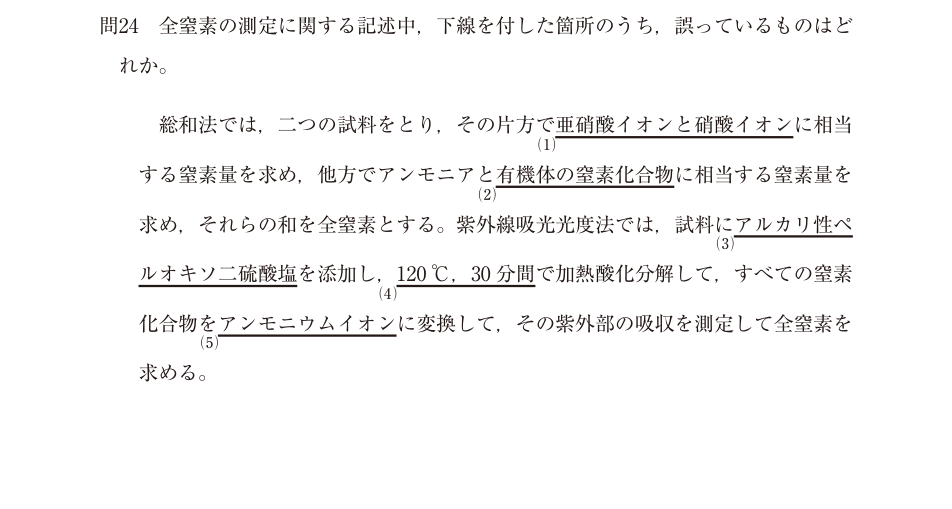 問24　全窒素の測定に関する記述中，下線を付した箇所のうち，誤っているものはど
れか。
総和法では，二つの試料をとり，その片方で亜硝酸イオンと硝酸イオンに相当
(1)
する窒素量を求め，他方でアンモニアと有機体の窒素化合物に相当する窒素量を
(2)
求め，それらの和を全窒素とする。紫外線吸光光度法では，試料にアルカリ性ペ
(3)
ルオキソ二硫酸塩を添加し，120 ℃，30 分間で加熱酸化分解して，すべての窒素
(4)
化合物をアンモニウムイオンに変換して，その紫外部の吸収を測定して全窒素を
(5)
求める。